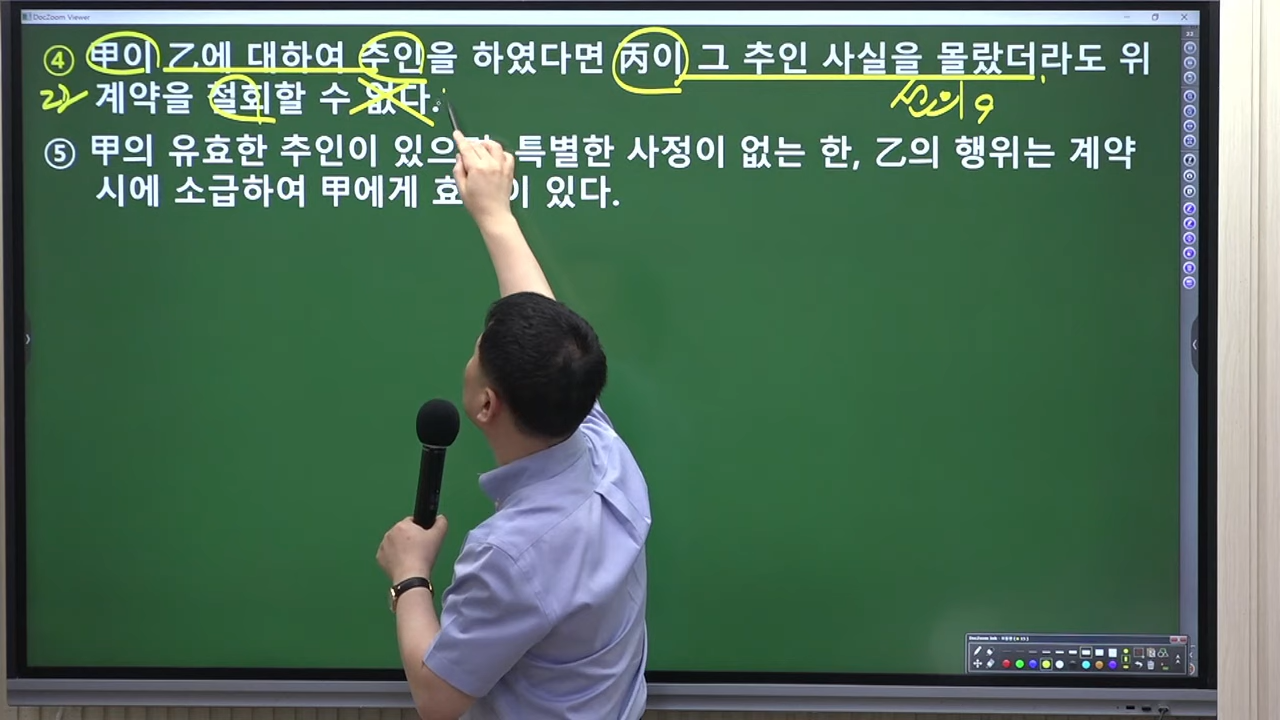 DocZoom Viewer
④ 甲이 乙에 대하여 추인을 하였다면 丙이 그 추인 사실을 몰랐더라도 위
계약을 철회할 수 없다.
선의
⑤ 甲의 유효한 추인이 있으 특별한 사정이 없는 한, 乙의 행위는 계약
시에 소급하여 甲에게 효 이 있다.